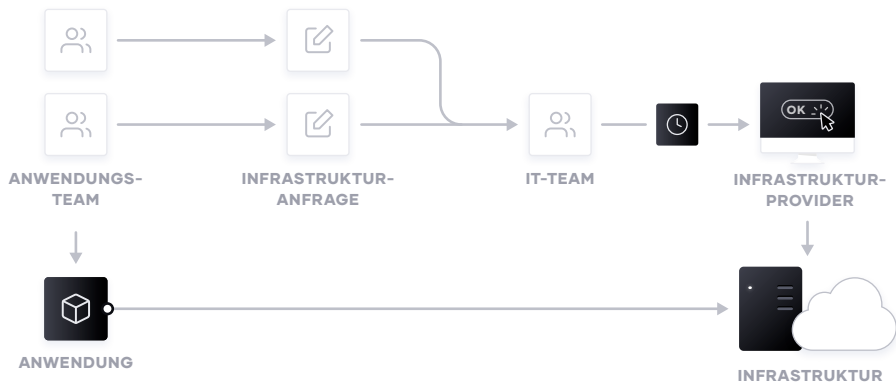 OK
ANWENDUNGS-
TEAM
INFRASTRUKTUR-
ANFRAGE
IT-TEAM
INFRASTRUKTUR-
PROVIDER
ANWENDUNG
INFRASTRUKTUR